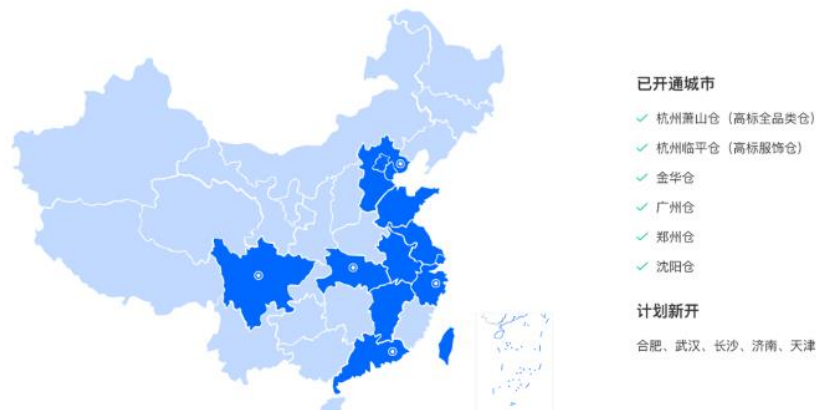 已开通城市
杭州萧山仓（高标全品类仓）
杭州临平仓（高标服饰仓）
金华仓
广州仓
郑州仓
沈阳仓
计划新开
合肥、武汉、长沙、济南、天津